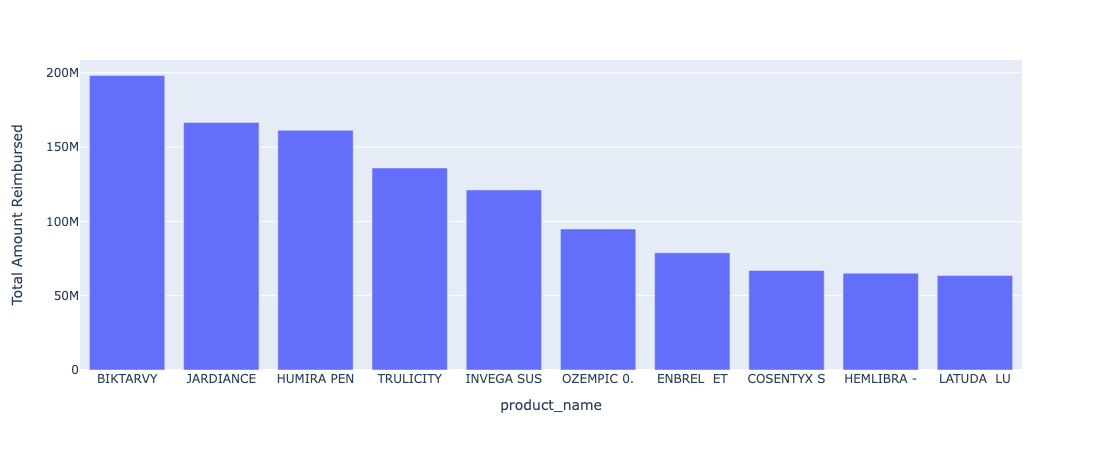 Total Amount Reimbursed
200M
150M
100M
50M
0
BIKTARVY JARDIANCE HUMIRA PEN TRULICITY INVEGA SUS OZEMPIC 0. ENBREL  ET COSENTYX S HEMLIBRA - LATUDA  LU
product_name